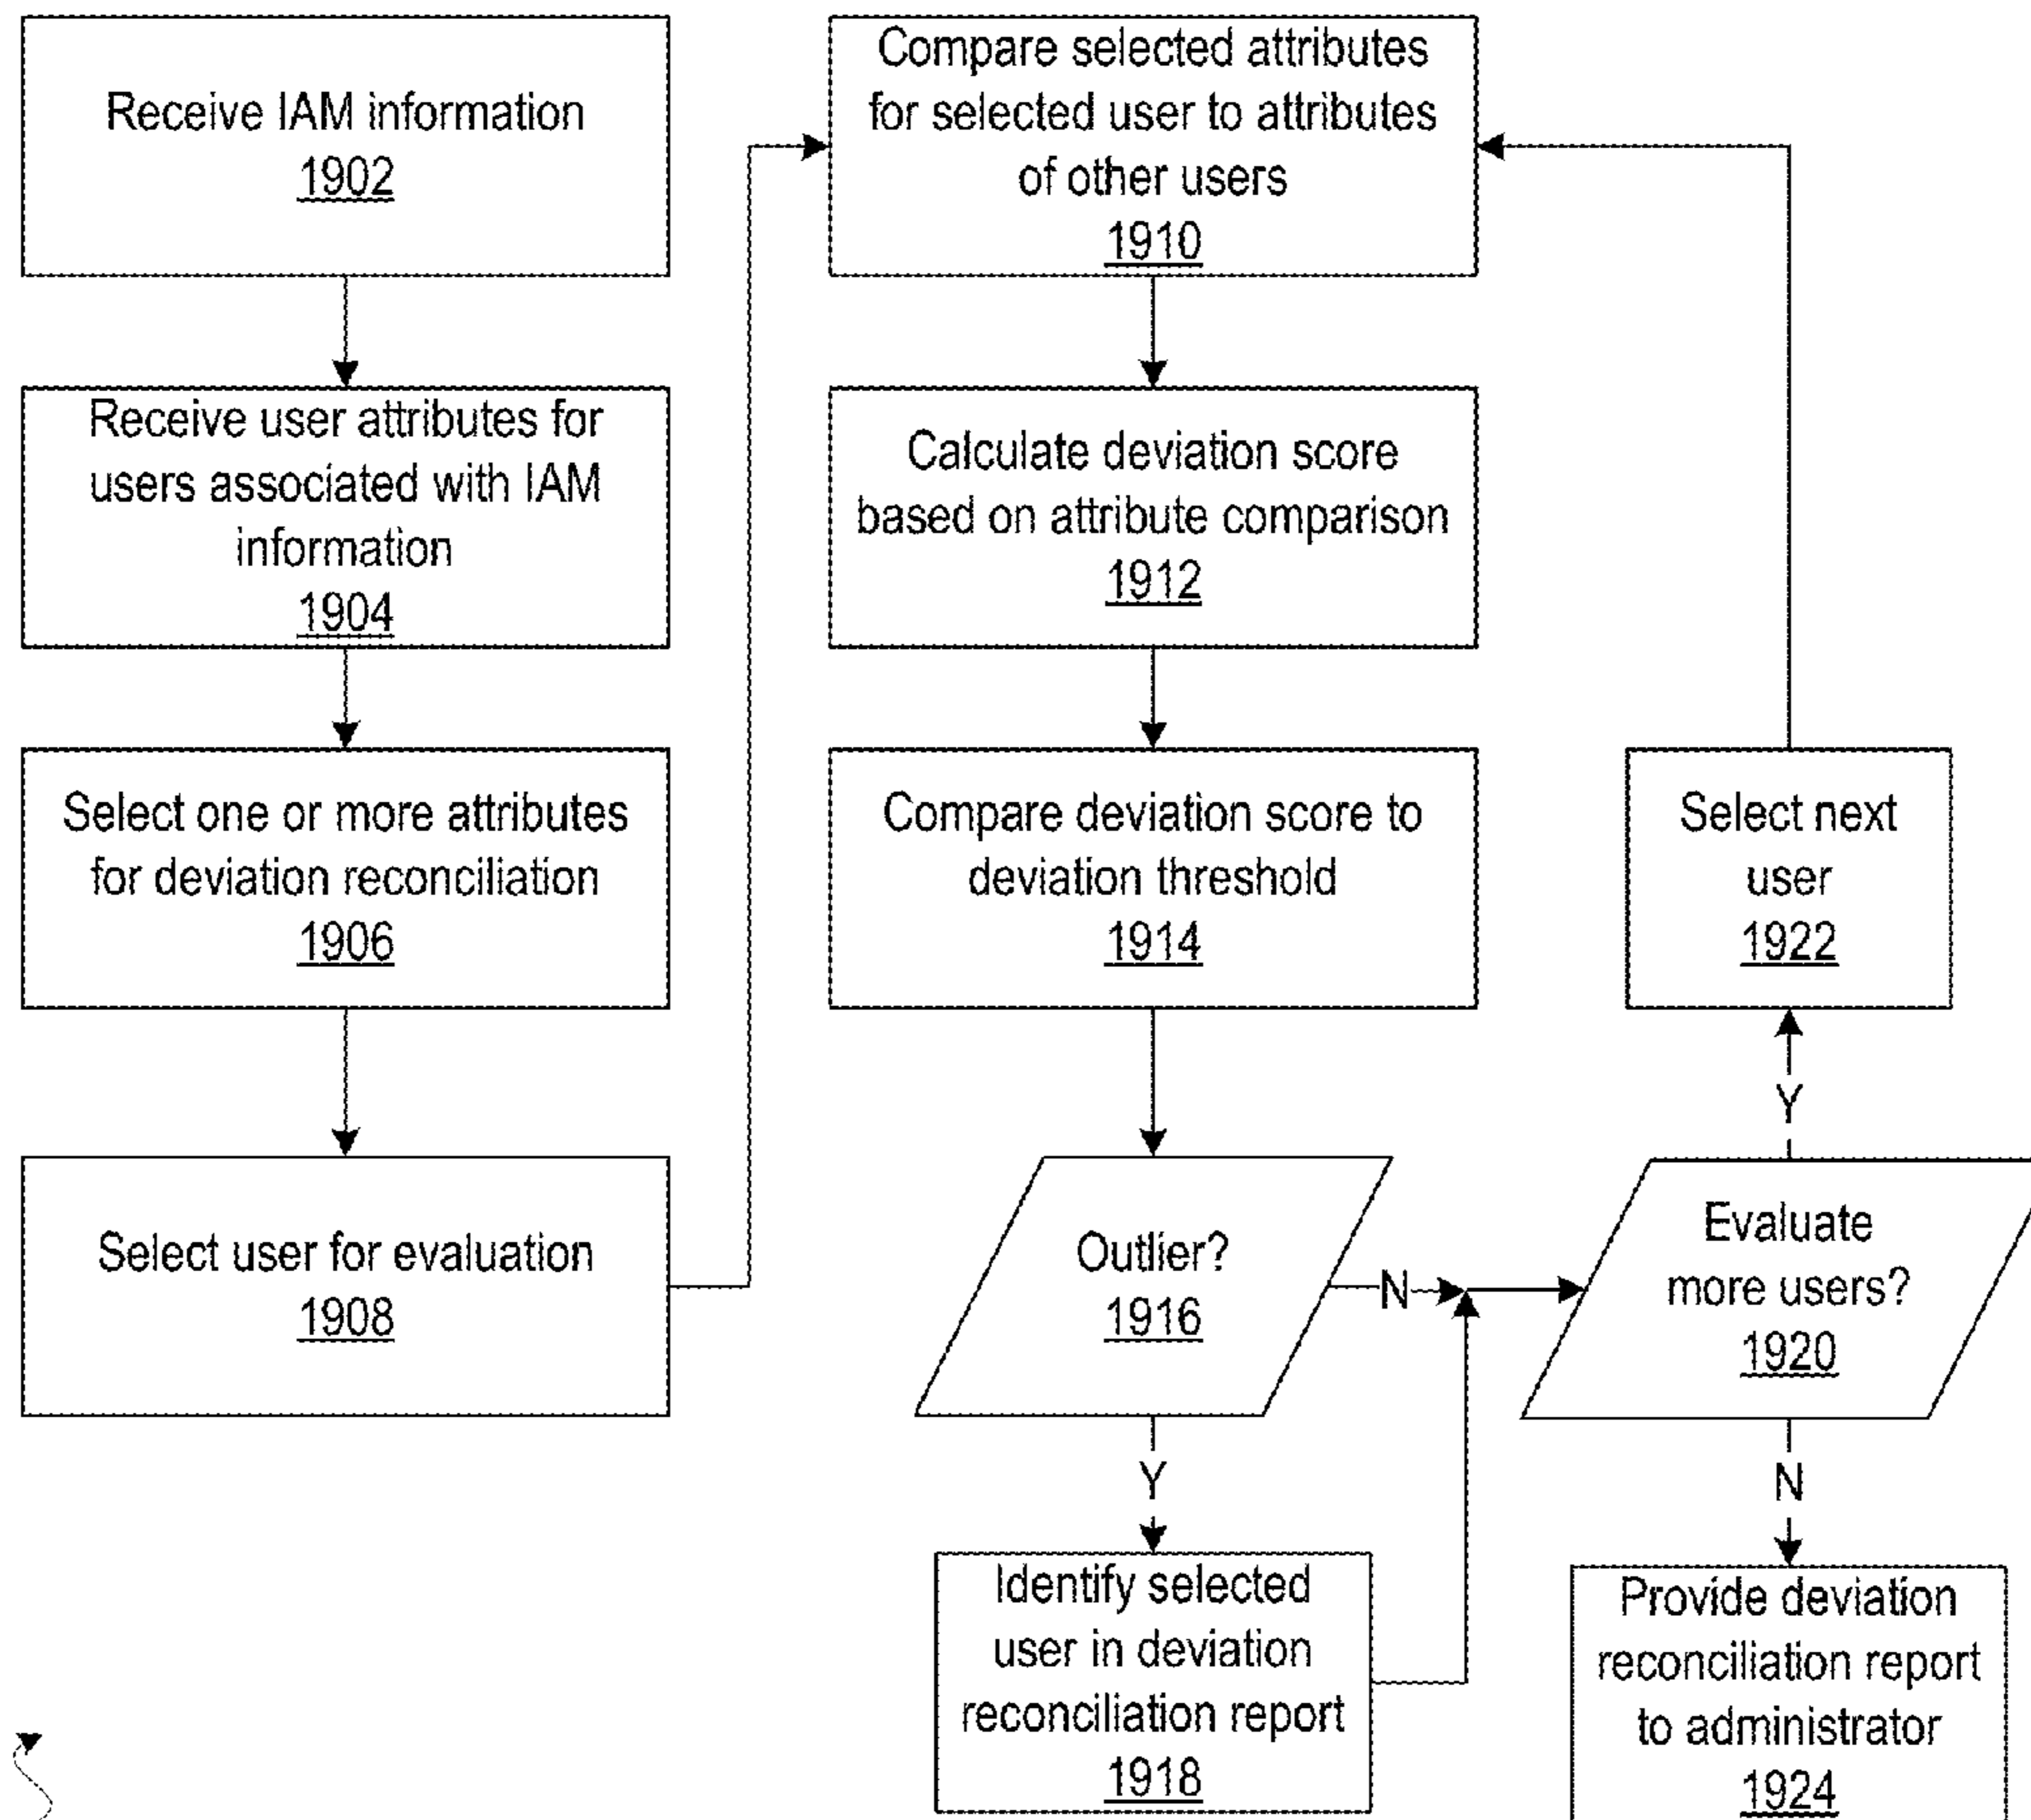 Receive IAM information
1902
Receive user attributes for
users associated with IAM
information
1904
Select one or more attributes
for deviation reconciliation
1906
Select user for evaluation
1908
Compare selected attributes
for selected user to attributes
of other users
1910
Calculate deviation score
based on attribute comparison
1912
Compare deviation score to
deviation threshold
1914
Outlier?
1916
N
Y
Identify selected
user in deviation
reconciliation report
1918
Select next
user
1922
Y
Evaluate
more users?
1920
N
Provide deviation
reconciliation report
to administrator
1924